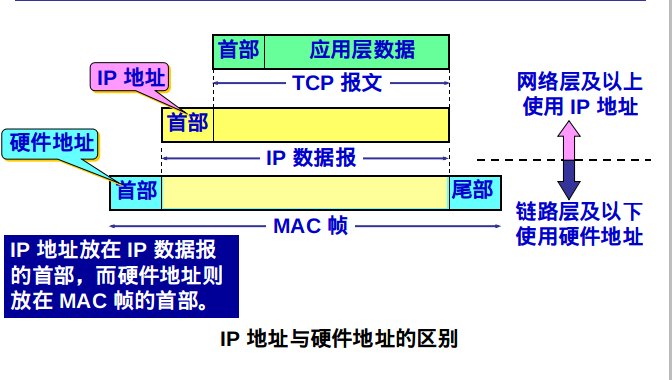 首部 应用层数据
IP 地址
TCP 报文
网络层及以上
使用 IP 地址
首部
硬件地址
IP 数据报
首部 尾部
链路层及以下
使用硬件地址
MAC 帧
IP 地址放在 IP 数据报
的首部，而硬件地址则
放在 MAC 帧的首部。
IP 地址与硬件地址的区别